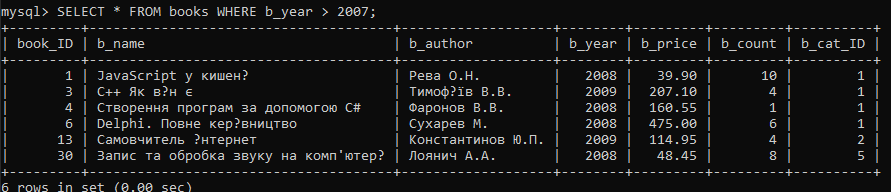 mysql> SELECT * FROM books WHERE b_year > 2007;
| book_ID | b_name | b_author | b_year | b_price | b_count | b_cat_ID |
| 1 | JavaScript у кишен? | Рева О.Н. | 2008 | 39.90 | 10 | 1 |
| 3 | C++ Як в?н є | Тимоф?їв В.В. | 2009 | 207.10 | 4 | 1 |
| 4 | Створення програм за допомогою C# | Фаронов В.В. | 2008 | 160.55 | 1 | 1 |
| 6 | Delphi. Повне кер?вництво | Сухарев М. | 2008 | 475.00 | 6 | 1 |
| 13 | Самовчитель ?нтернет | Константинов Ю.П. | 2009 | 114.95 | 4 | 2 |
| 30 | Запис та обробка звуку на комп'ютер? | Лоянич А.А. | 2008 | 48.45 | 8 | 5 |
6 rows in set (0.00 sec)